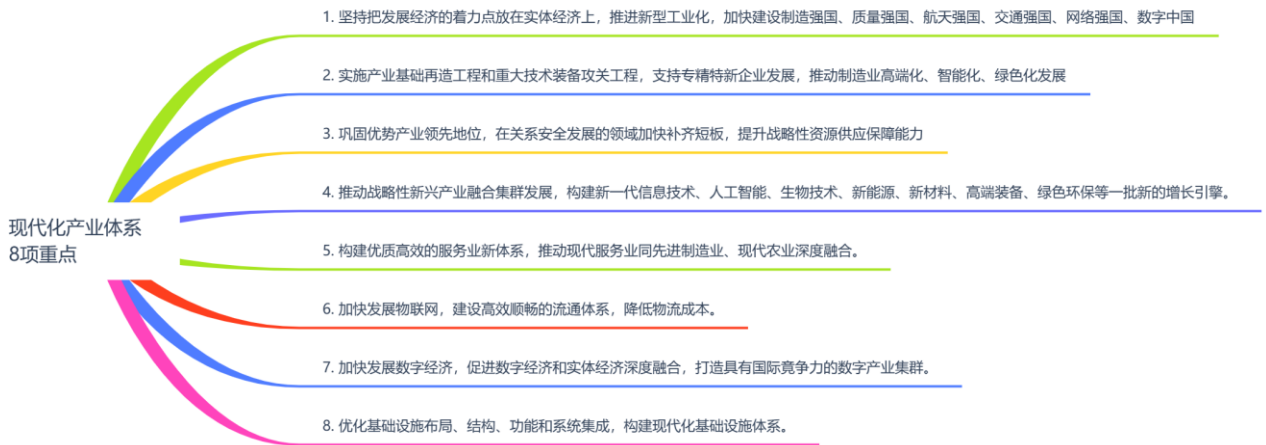 现代化产业体系
8项重点
1. 坚持把发展经济的着力点放在实体经济上，推进新型工业化，加快建设制造强国、质量强国、航天强国、交通强国、网络强国、数字中国
2. 实施产业基础再造工程和重大技术装备攻关工程，支持专精特新企业发展，推动制造业高端化、智能化、绿色化发展
3. 巩固优势产业领先地位，在关系安全发展的领域加快补齐短板，提升战略性资源供应保障能力
4. 推动战略性新兴产业融合集群发展，构建新一代信息技术、人工智能、生物技术、新能源、新材料、高端装备、绿色环保等一批新的增长引擎。
5. 构建优质高效的服务业新体系，推动现代服务业同先进制造业、现代农业深度融合。
6. 加快发展物联网，建设高效顺畅的流通体系，降低物流成本。
7. 加快发展数字经济，促进数字经济和实体经济深度融合，打造具有国际竟争力的数字产业集群。
8. 优化基础设施布局、结构、功能和系统集成，构建现代化基础设施体系。